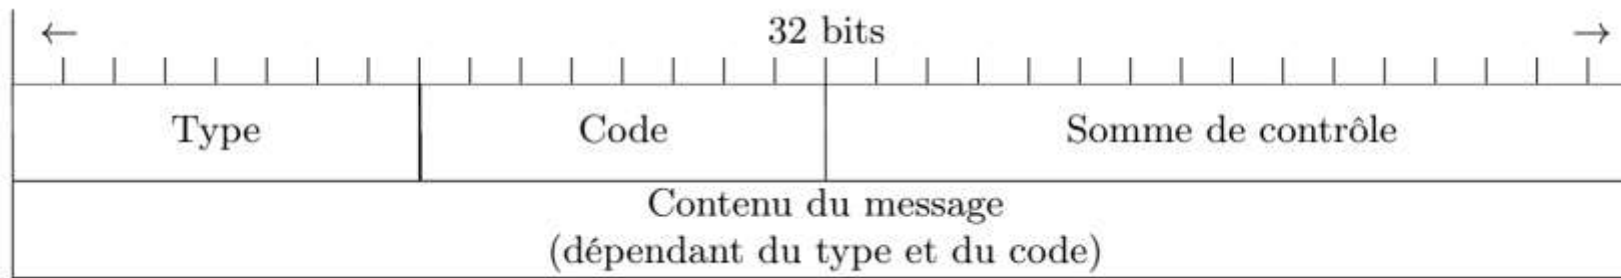 ← 32 bits →
Type Code Somme de contrôle
Contenu du message
(dépendant du type et du code)